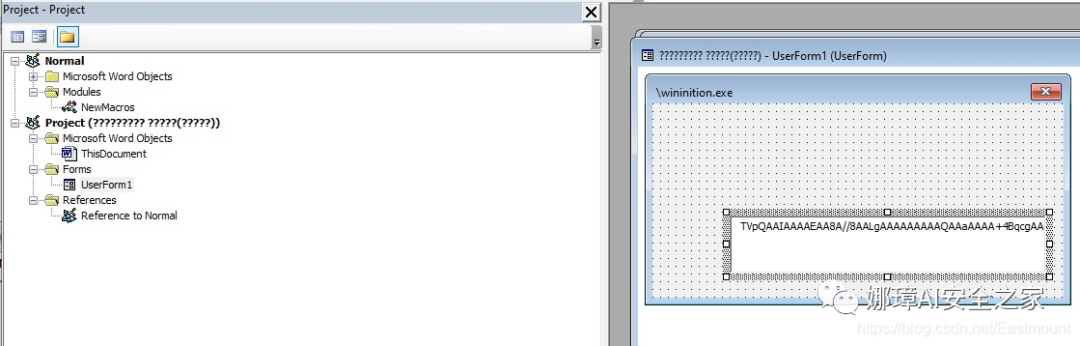 Project - Project
Normal
Microsoft Word Objects
Modules
NewMacros
Project (????????? ?????(?????))
Microsoft Word Objects
ThisDocument
Forms
UserForm1
References
Reference to Normal
????????? ?????(?????) - UserForm1 (UserForm)
\wininition.exe
TVpQAAIAAAAEAA8A//8AALgAAAAAAAAAQAAaAAAA+4BqcgAA
娜璋AI安全之家
https://blog.csdn.net/Eastmount